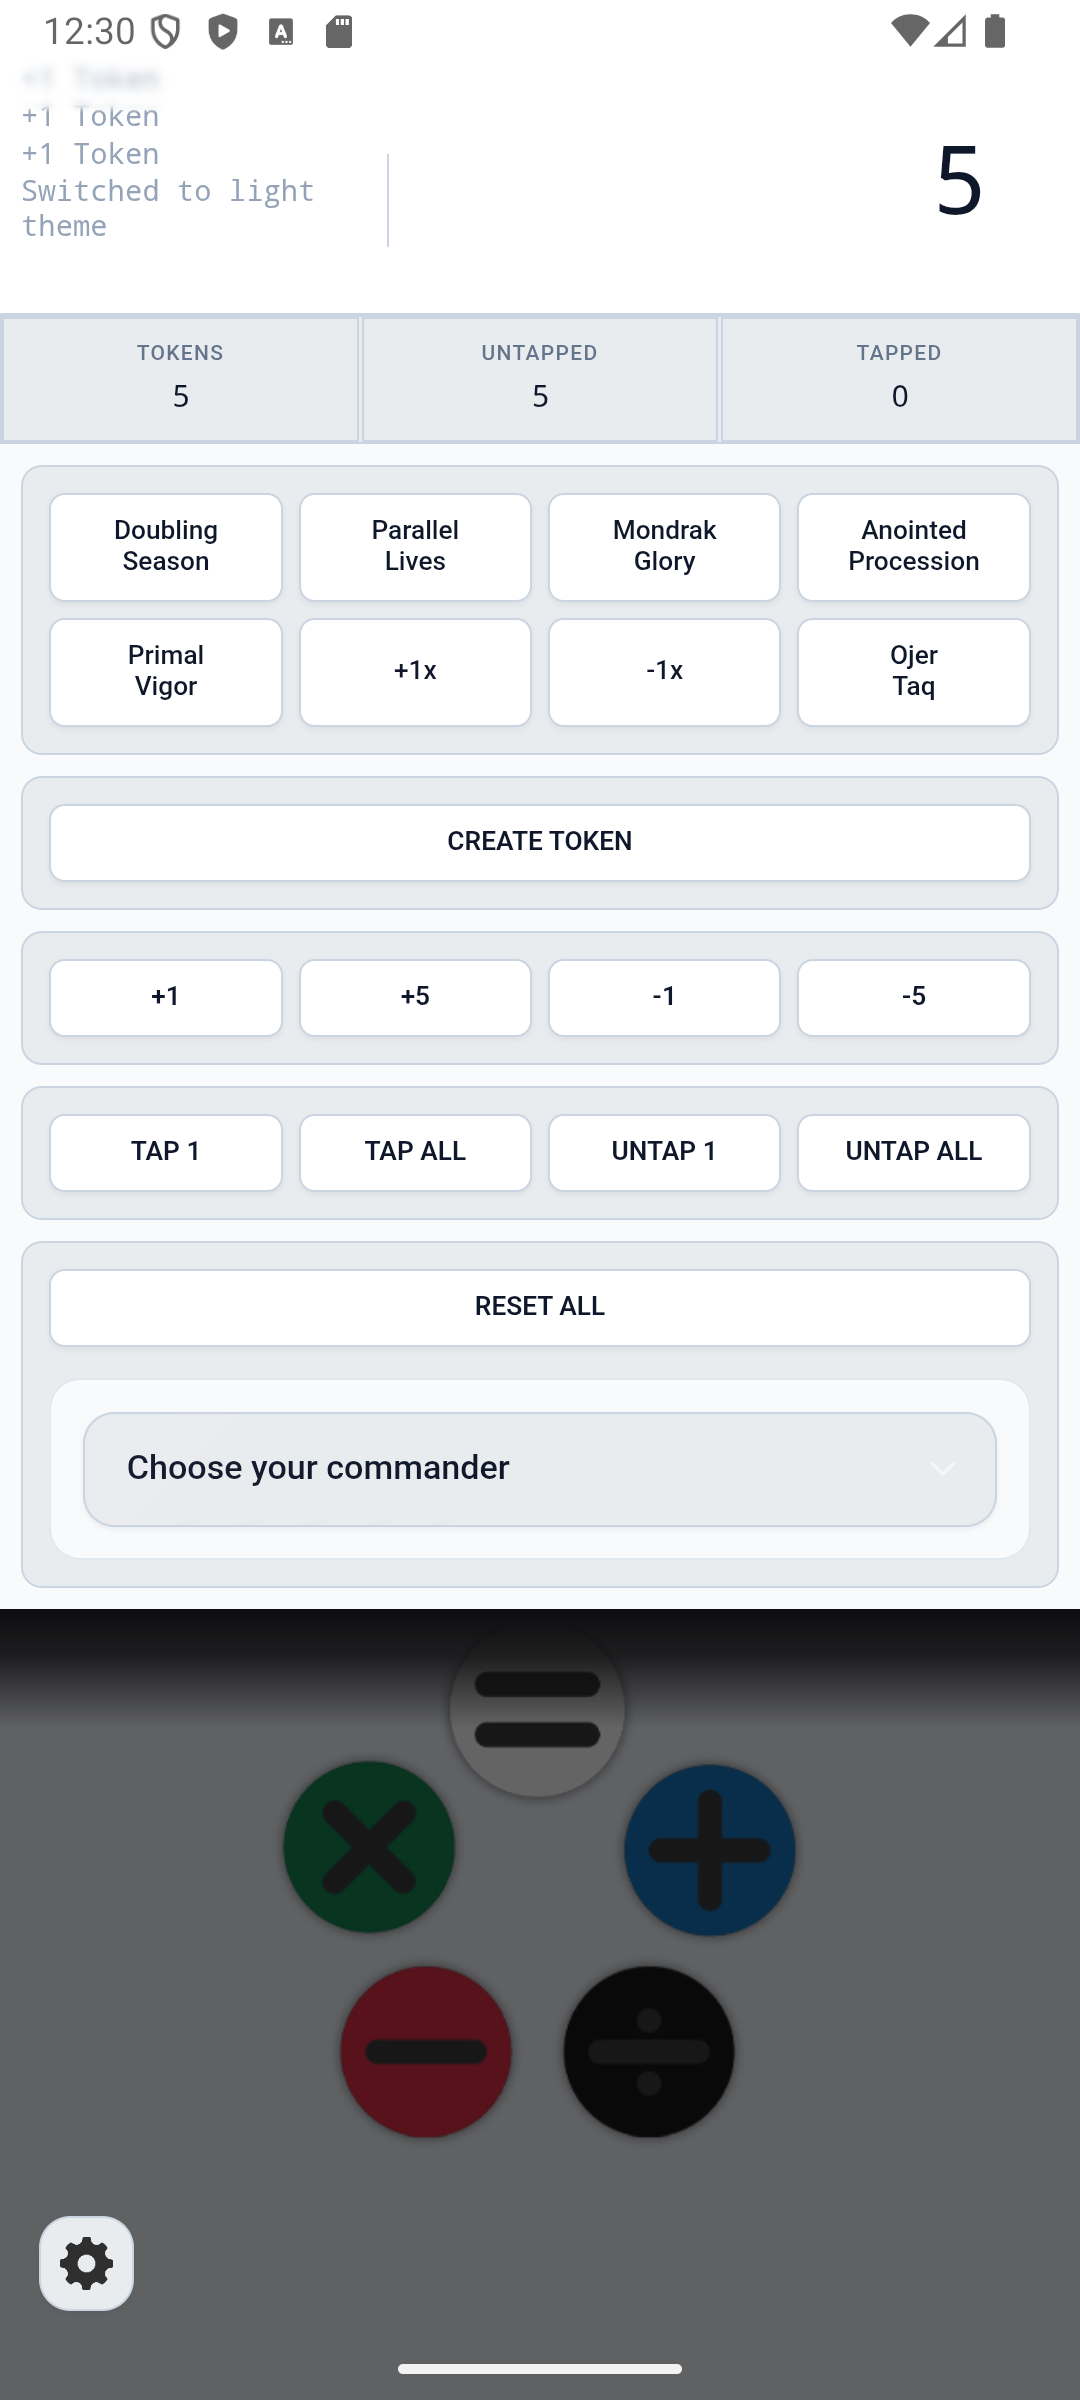 12:30
+1 Token
+1 Token
+1 Token
Switched to light
theme
5
TOKENS
5
UNTAPPED
5
TAPPED
0
Doubling
Season
Parallel
Lives
Mondrak
Glory
Anointed
Procession
Primal
Vigor
+1x
-1x
Ojer
Taq
CREATE TOKEN
+1
+5
-1
-5
TAP 1
TAP ALL
UNTAP 1
UNTAP ALL
RESET ALL
Choose your commander